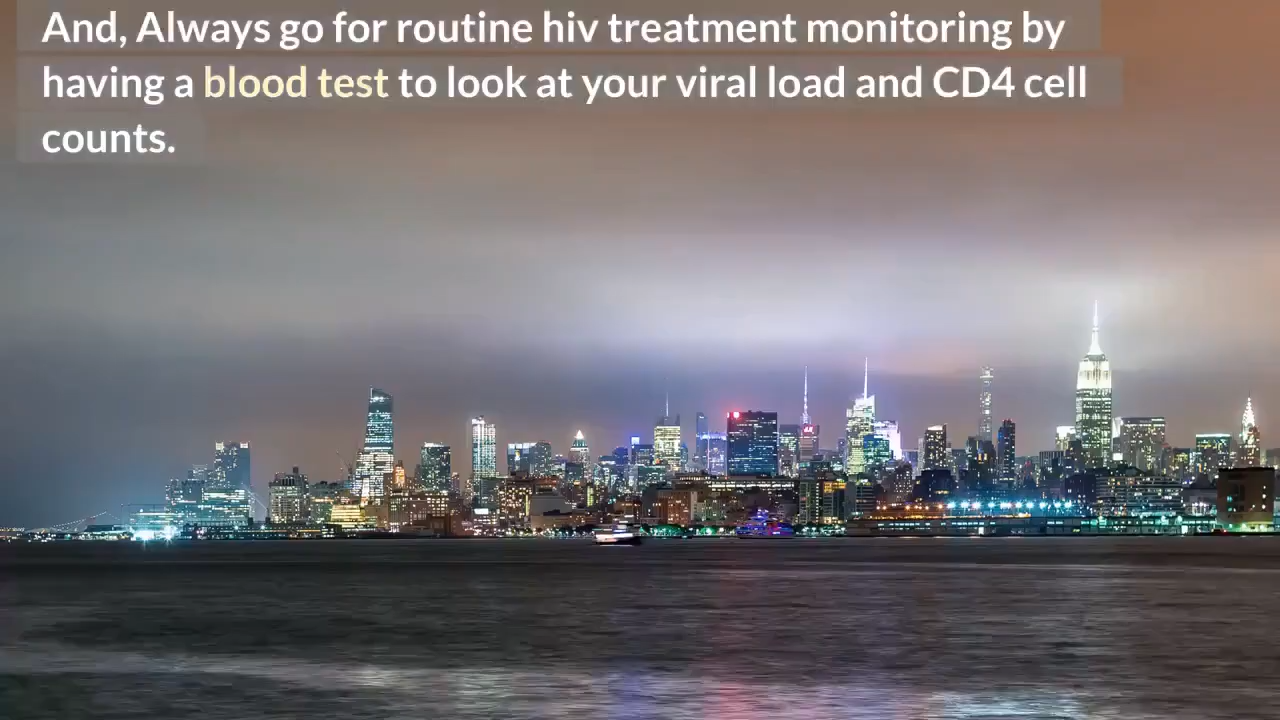 And, Always go for routine hiv treatment monitoring by
having a blood test to look at your viral load and CD4 cell
counts.